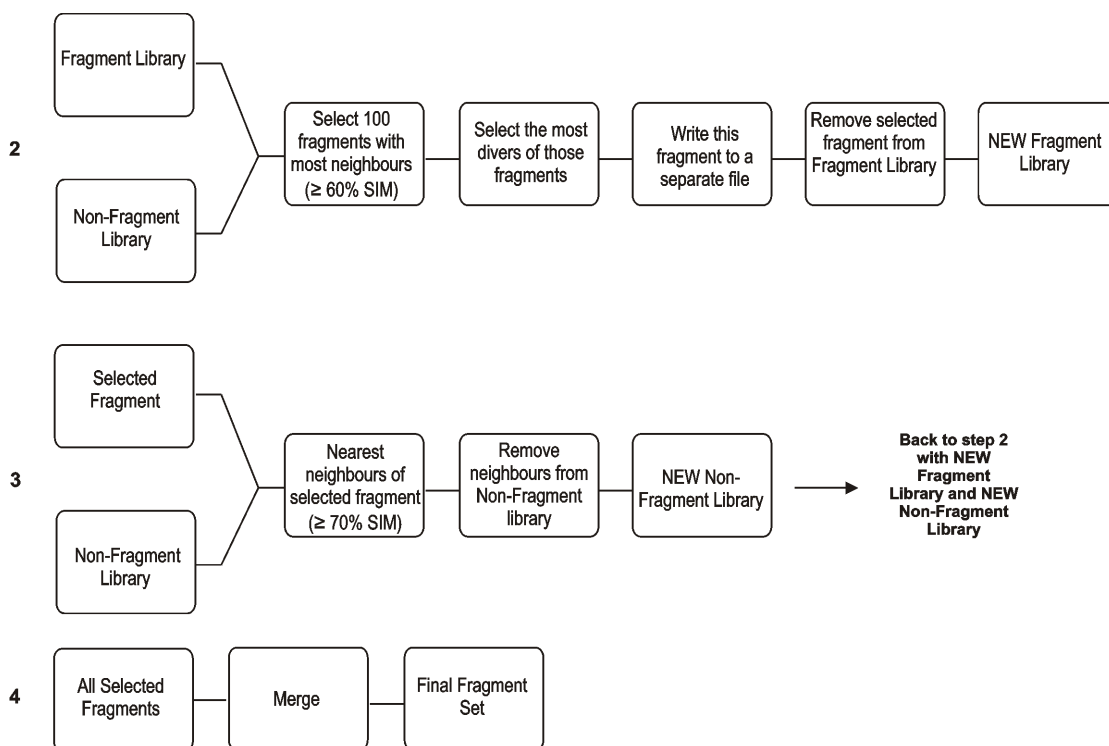 2
Fragment Library
Non-Fragment
Library
Select 100
fragments with
most neighbours
(≥ 60% SIM)
Select the most
divers of those
fragments
Write this
fragment to a
separate file
Remove selected
fragment from
Fragment Library
NEW Fragment
Library
3
Selected
Fragment
Non-Fragment
Library
Nearest
neighbours of
selected fragment
(≥ 70% SIM)
Remove
neighbours from
Non-Fragment
library
NEW Non-
Fragment Library
Back to step 2
with NEW
Fragment
Library and NEW
Non-Fragment
Library
4
All Selected
Fragments
Merge
Final Fragment
Set